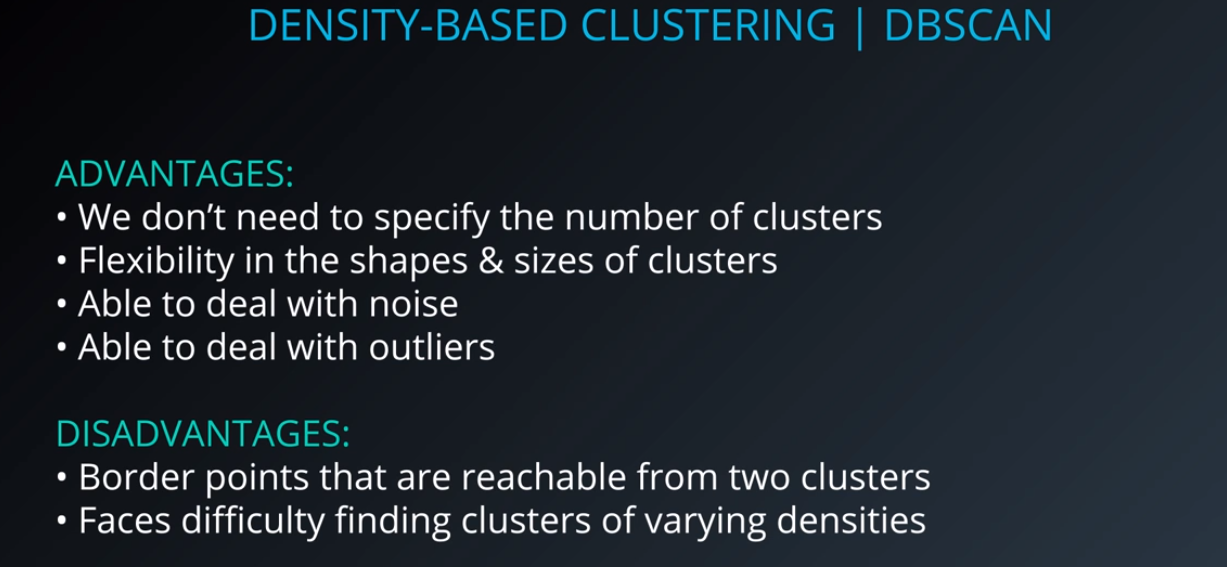 DENSITY-BASED CLUSTERING | DBSCAN
ADVANTAGES:
• We don’t need to specify the number of clusters
• Flexibility in the shapes & sizes of clusters
• Able to deal with noise
• Able to deal with outliers
DISADVANTAGES:
• Border points that are reachable from two clusters
• Faces difficulty finding clusters of varying densities